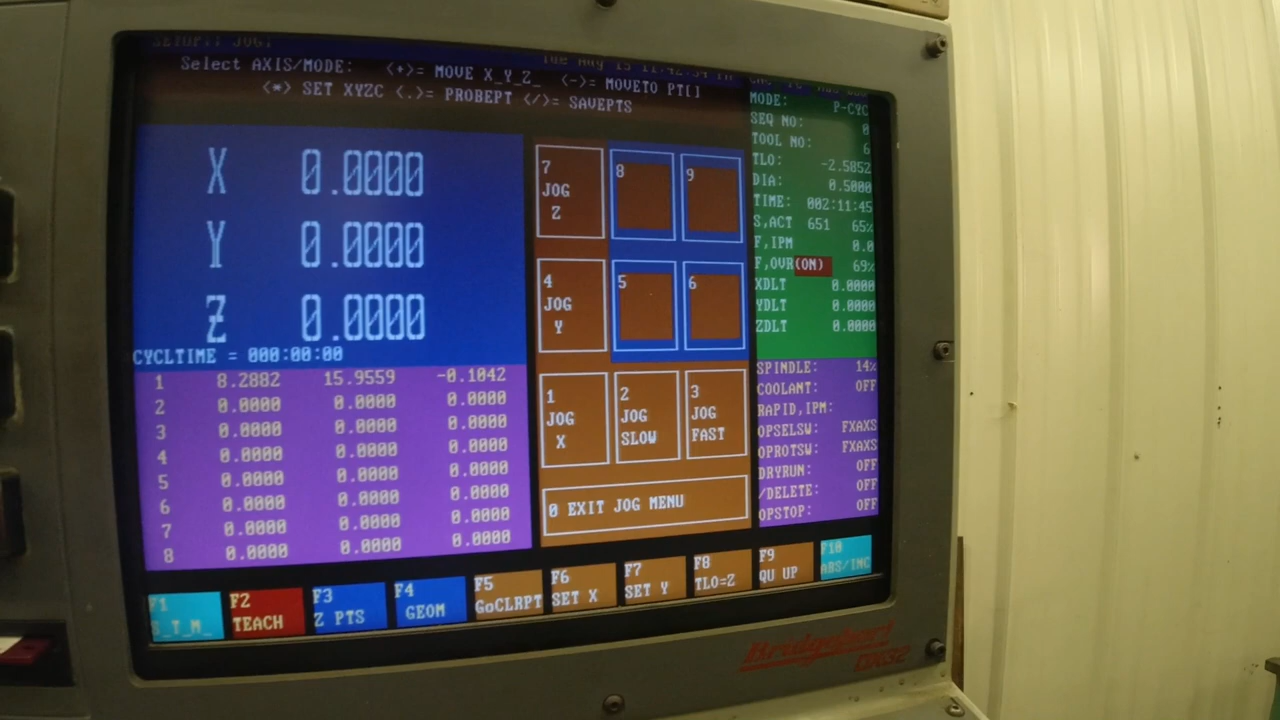 SETUP:: JOG:
Select AXIS/MODE: <+>= MOVE X_Y_Z_ <->= MOVETO PT[]
<*> SET XYZC <.>= PROBEPT </>= SAVEPTS
X 0.0000
Y 0.0000
Z 0.0000
CYCLTIME = 000:00:00
1 8.2882 15.9559 -0.1042
2 0.0000 0.0000 0.0000
3 0.0000 0.0000 0.0000
4 0.0000 0.0000 0.0000
5 0.0000 0.0000 0.0000
6 0.0000 0.0000 0.0000
7 0.0000 0.0000 0.0000
8 0.0000 0.0000 0.0000
7
JOG
Z
8
9
4
JOG
Y
5
6
1
JOG
X
2
JOG
SLOW
3
JOG
FAST
0 EXIT JOG MENU
MODE: P-CYC
SEQ NO: 0
TOOL NO: 6
TLO: -2.5852
DIA: 0.5000
TIME: 002:11:45
S,ACT 651 65%
F,IPM 0.0
F,OVR(ON) 69%
XDLT 0.0000
YDLT 0.0000
ZDLT 0.0000
SPINDLE: 14%
COOLANT: OFF
RAPID,IPM:
OPSELSW: FXAXS
OPROTSW: FXAXS
DRYRUN: OFF
/DELETE: OFF
OPSTOP: OFF
F1
S_T_M_
F2
TEACH
F3
Z PTS
F4
GEOM
F5
GoCLRPT
F6
SET X
F7
SET Y
F8
TLO=Z
F9
QU UP
F10
ABS/INC
Bridgeport
DX32